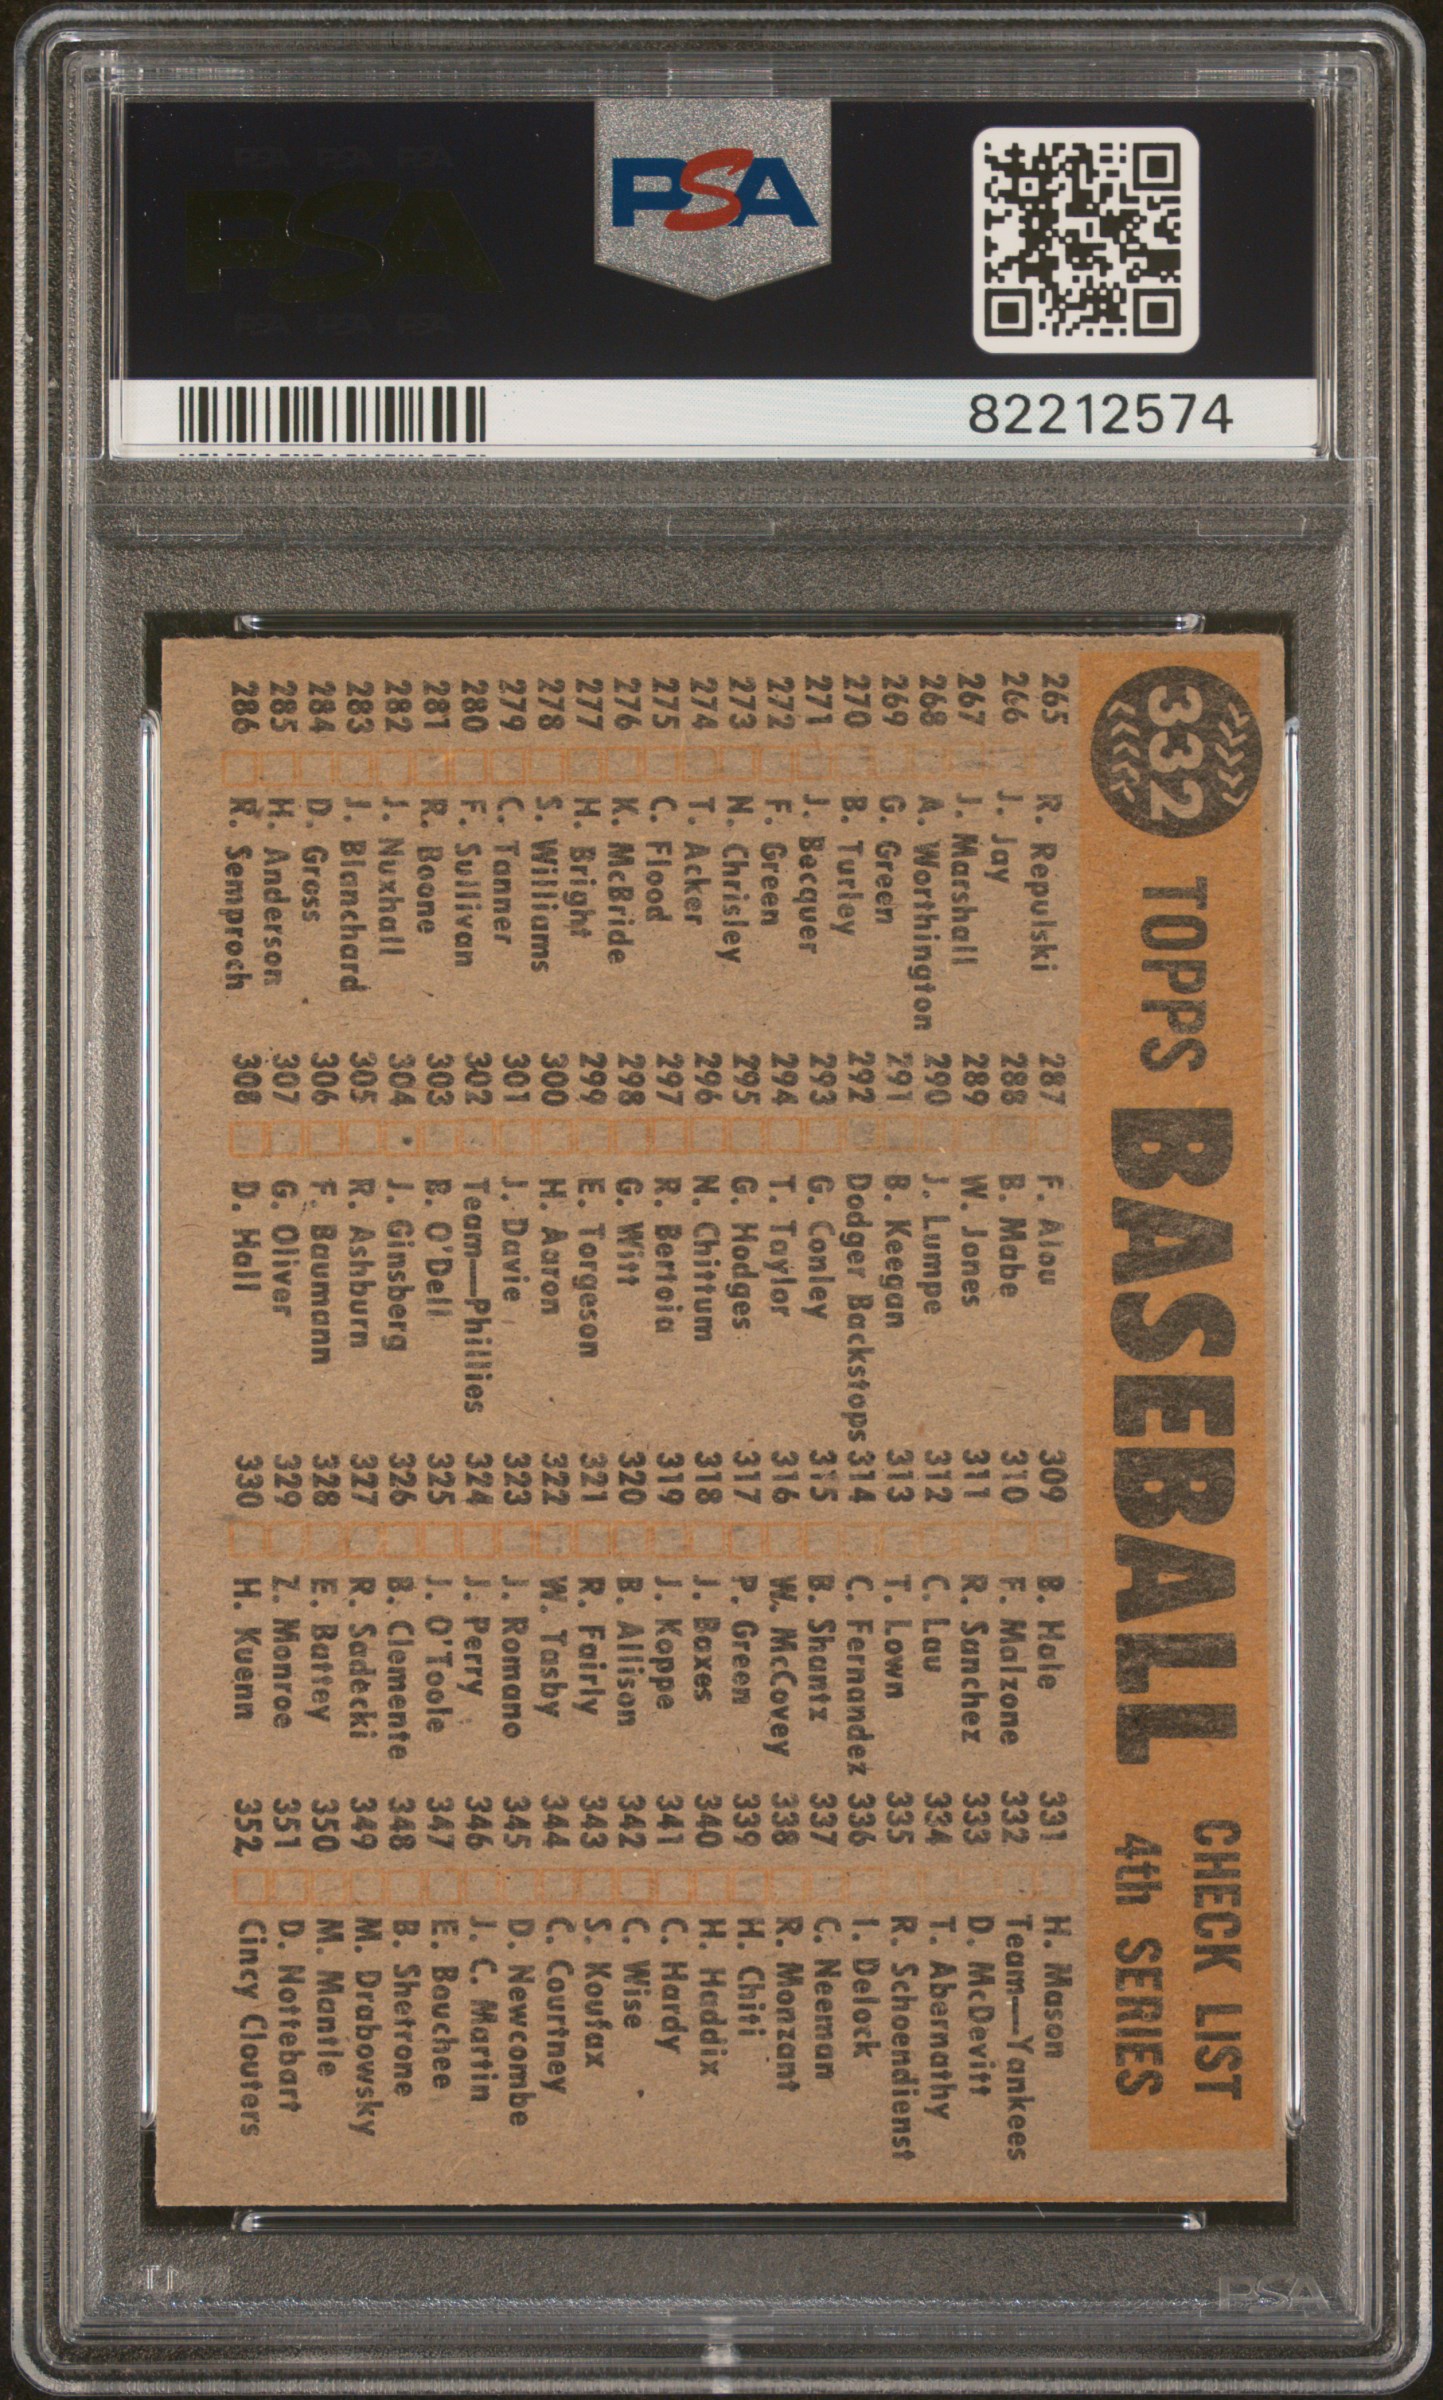 PSA PSA PSA
PSA
PSA PSA PSA
PSA
82212574
332 TOPPS BASEBALL CHECK LIST
4th SERIES
265 R. Repulski
266 J. Jay
267 J. Marshall
268 A. Worthington
269 G. Green
270 B. Turley
271 J. Becquer
272 F. Green
273 N. Chrisley
274 T. Acker
275 C. Flood
276 K. McBride
277 H. Bright
278 S. Williams
279 C. Tanner
280 F. Sullivan
281 R. Boone
282 J. Nuxhall
283 J. Blanchard
284 D. Gross
285 H. Anderson
286 R. Semproch
287 F. Alou
288 B. Mabe
289 W. Jones
290 J. Lumpe
291 B. Keegan
292 Dodger Backstops
293 G. Conley
294 T. Taylor
295 G. Hodges
296 N. Chittum
297 R. Bertoia
298 G. Witt
299 E. Torgeson
300 H. Aaron
301 J. Davie
302 Team—Phillies
303 B. O'Dell
304 J. Ginsberg
305 R. Ashburn
306 F. Baumann
307 G. Oliver
308 D. Hall
309 B. Hale
310 F. Malzone
311 R. Sanchez
312 C. Lau
313 T. Lown
314 C. Fernandez
315 B. Shantz
316 W. McCovey
317 P. Green
318 J. Boxes
319 J. Koppe
320 B. Allison
321 R. Fairly
322 W. Tasby
323 J. Romano
324 J. Perry
325 J. O'Toole
326 B. Clemente
327 R. Sadecki
328 E. Battey
329 Z. Monroe
330 H. Kuenn
331 H. Mason
332 Team—Yankees
333 D. McDevitt
334 T. Abernathy
335 R. Schoendienst
336 I. Delock
337 C. Neeman
338 R. Monzant
339 H. Chiti
340 H. Haddix
341 C. Hardy
342 C. Wise
343 S. Koufax
344 C. Courtney
345 D. Newcombe
346 J. C. Martin
347 E. Bouchee
348 B. Shetrone
349 M. Drabowsky
350 M. Mantle
351 D. Nottebart
352 Cincy Clouters
PSA